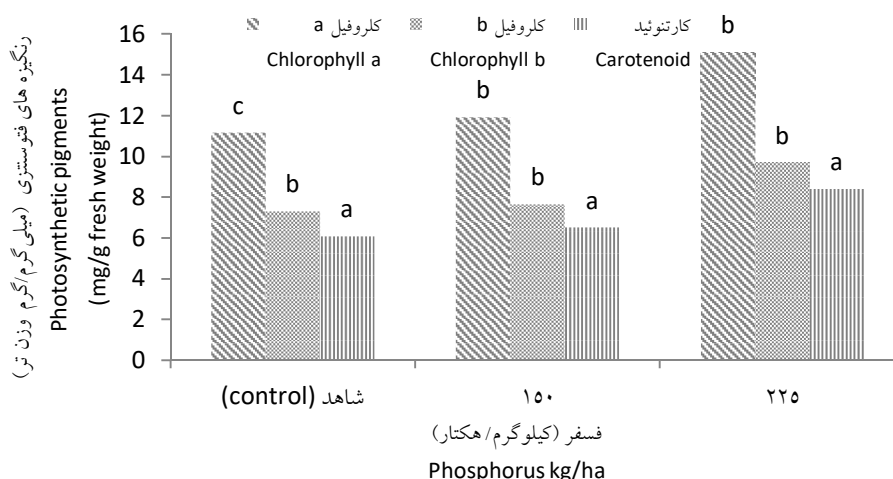 کلروفیل a کلروفیل b کارتنوئید
Chlorophyll a Chlorophyll b Carotenoid
رنگیزه های فتوسنتزی (میلی گرم/گرم وزن تر)
Photosynthetic pigments
(mg/g fresh weight)
16
14
12
10
8
6
4
2
0
c
b
a
b
b
a
b
b
a
شاهد (control) ۱۵۰ ۲۲۵
فسفر (کیلوگرم/هکتار)
Phosphorus kg/ha